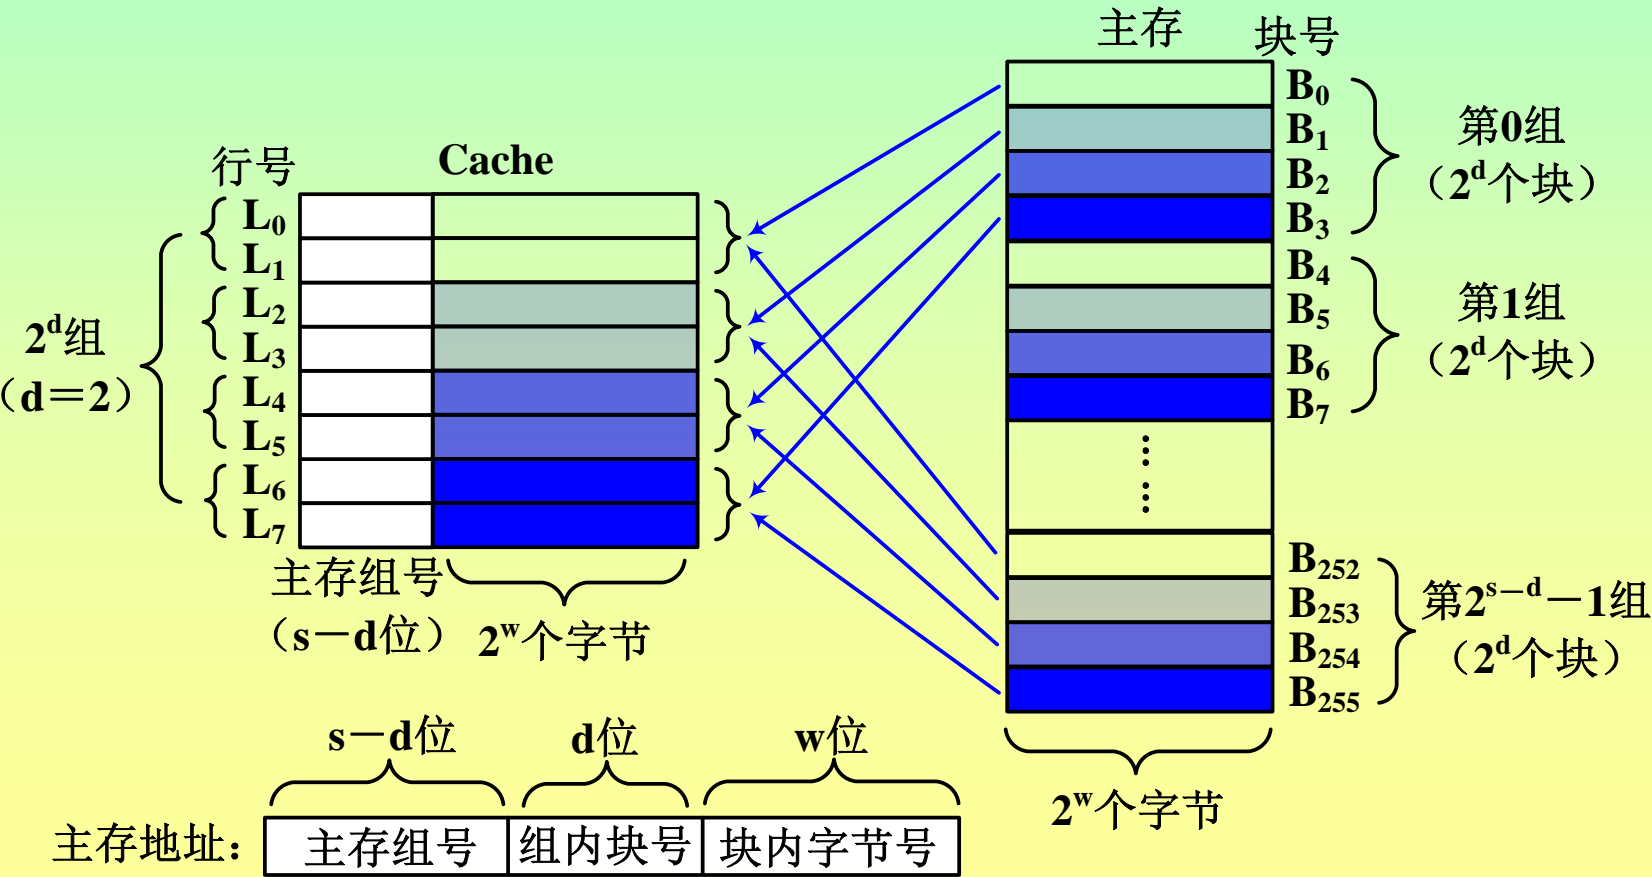 主存 块号
B₀
B₁
B₂
B₃
第0组
（2ᵈ个块）
B₄
B₅
B₆
B₇
第1组
（2ᵈ个块）
B₂₅₂
B₂₅₃
B₂₅₄
B₂₅₅
第2ˢ⁻ᵈ－1组
（2ᵈ个块）
2ʷ个字节
行号 Cache
L₀
L₁
L₂
L₃
L₄
L₅
L₆
L₇
2ᵈ组
（d＝2）
主存组号
（s－d位）
2ʷ个字节
s－d位 d位 w位
主存地址： 主存组号 组内块号 块内字节号